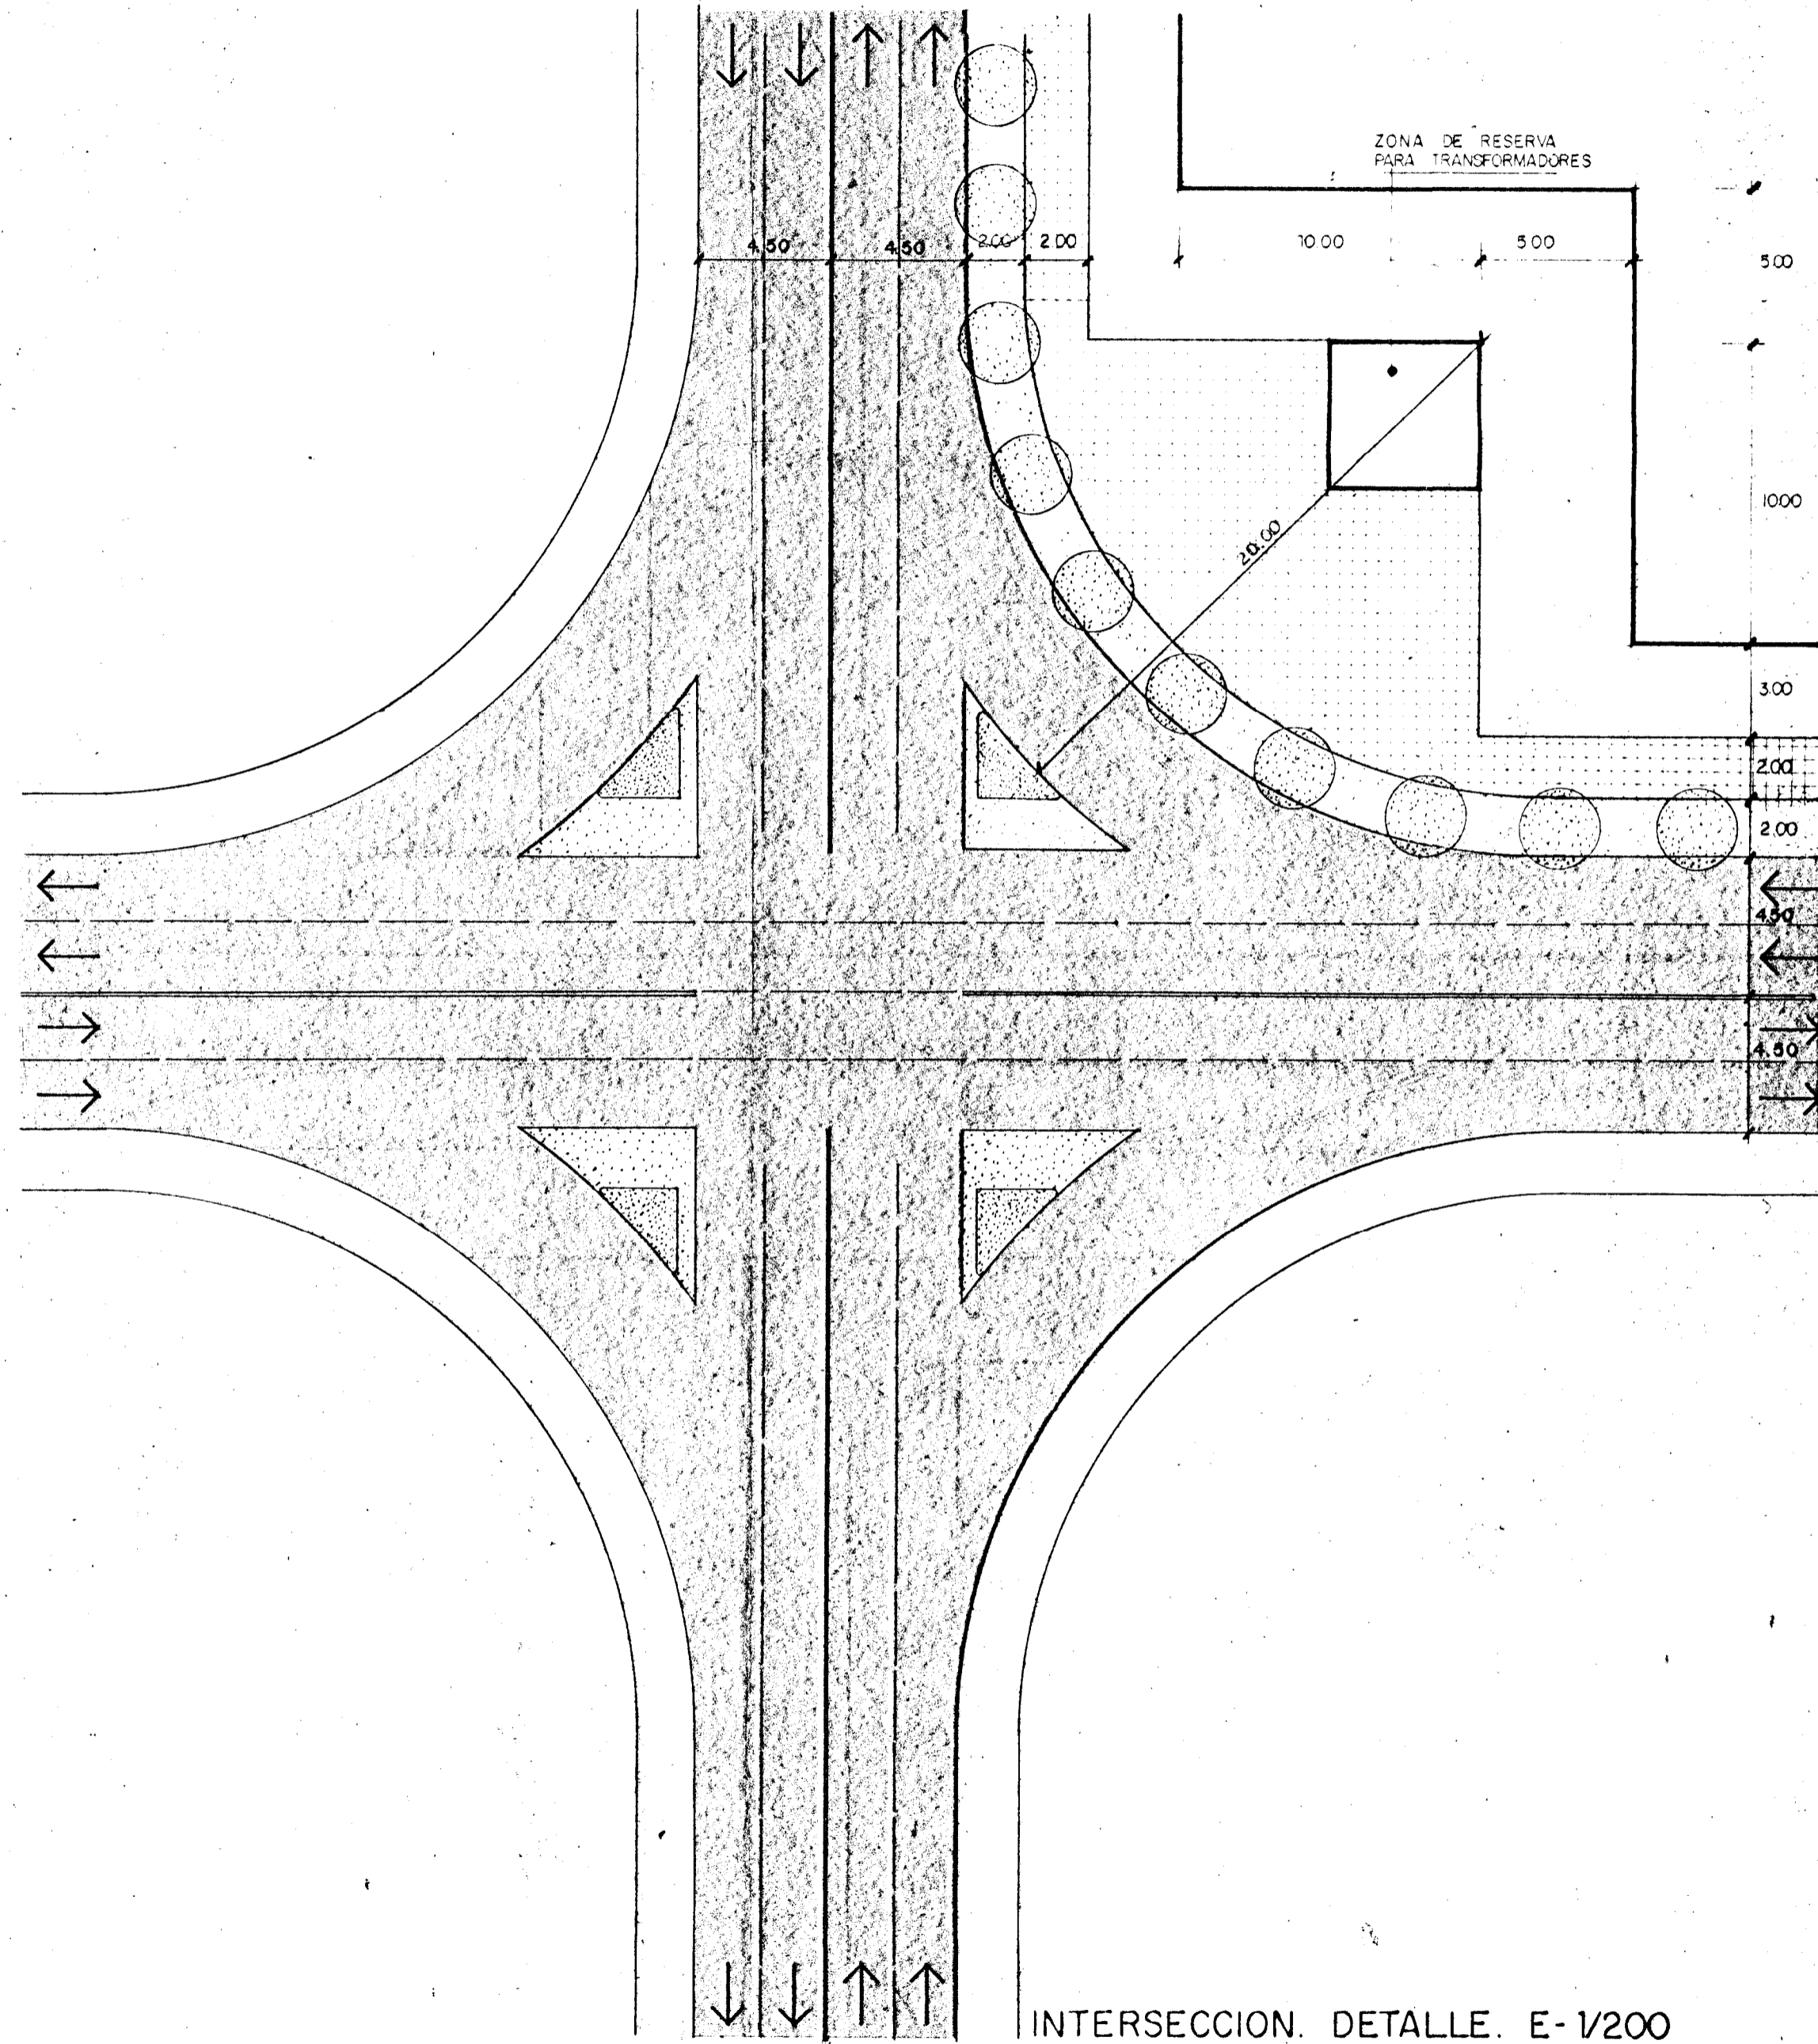 ZONA DE RESERVA
PARA TRANSFORMADORES
4.50 4.50 2.00 2.00 10.00 5.00
5.00
10.00
20.00
3.00
2.00
2.00
4.50
4.50
INTERSECCION. DETALLE. E-1/200